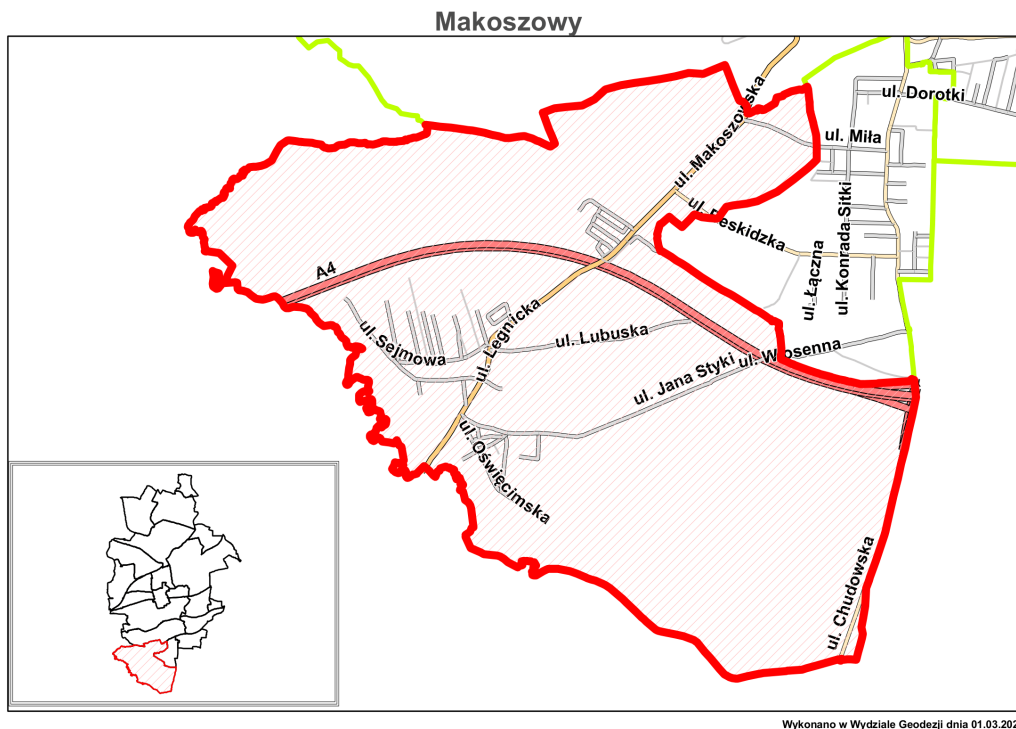 Makoszowy
ul. Dorotki
ul. Makoszowska
ul. Miła
ul. Beskidzka
ul. Konrada Sitki
ul. Łączna
A4
ul. Legnicka
ul. Sejmowa
ul. Lubuska
ul. Wiosenna
ul. Jana Styki
ul. Oświęcimska
ul. Chudowska
Wykonano w Wydziale Geodezji dnia 01.03.202